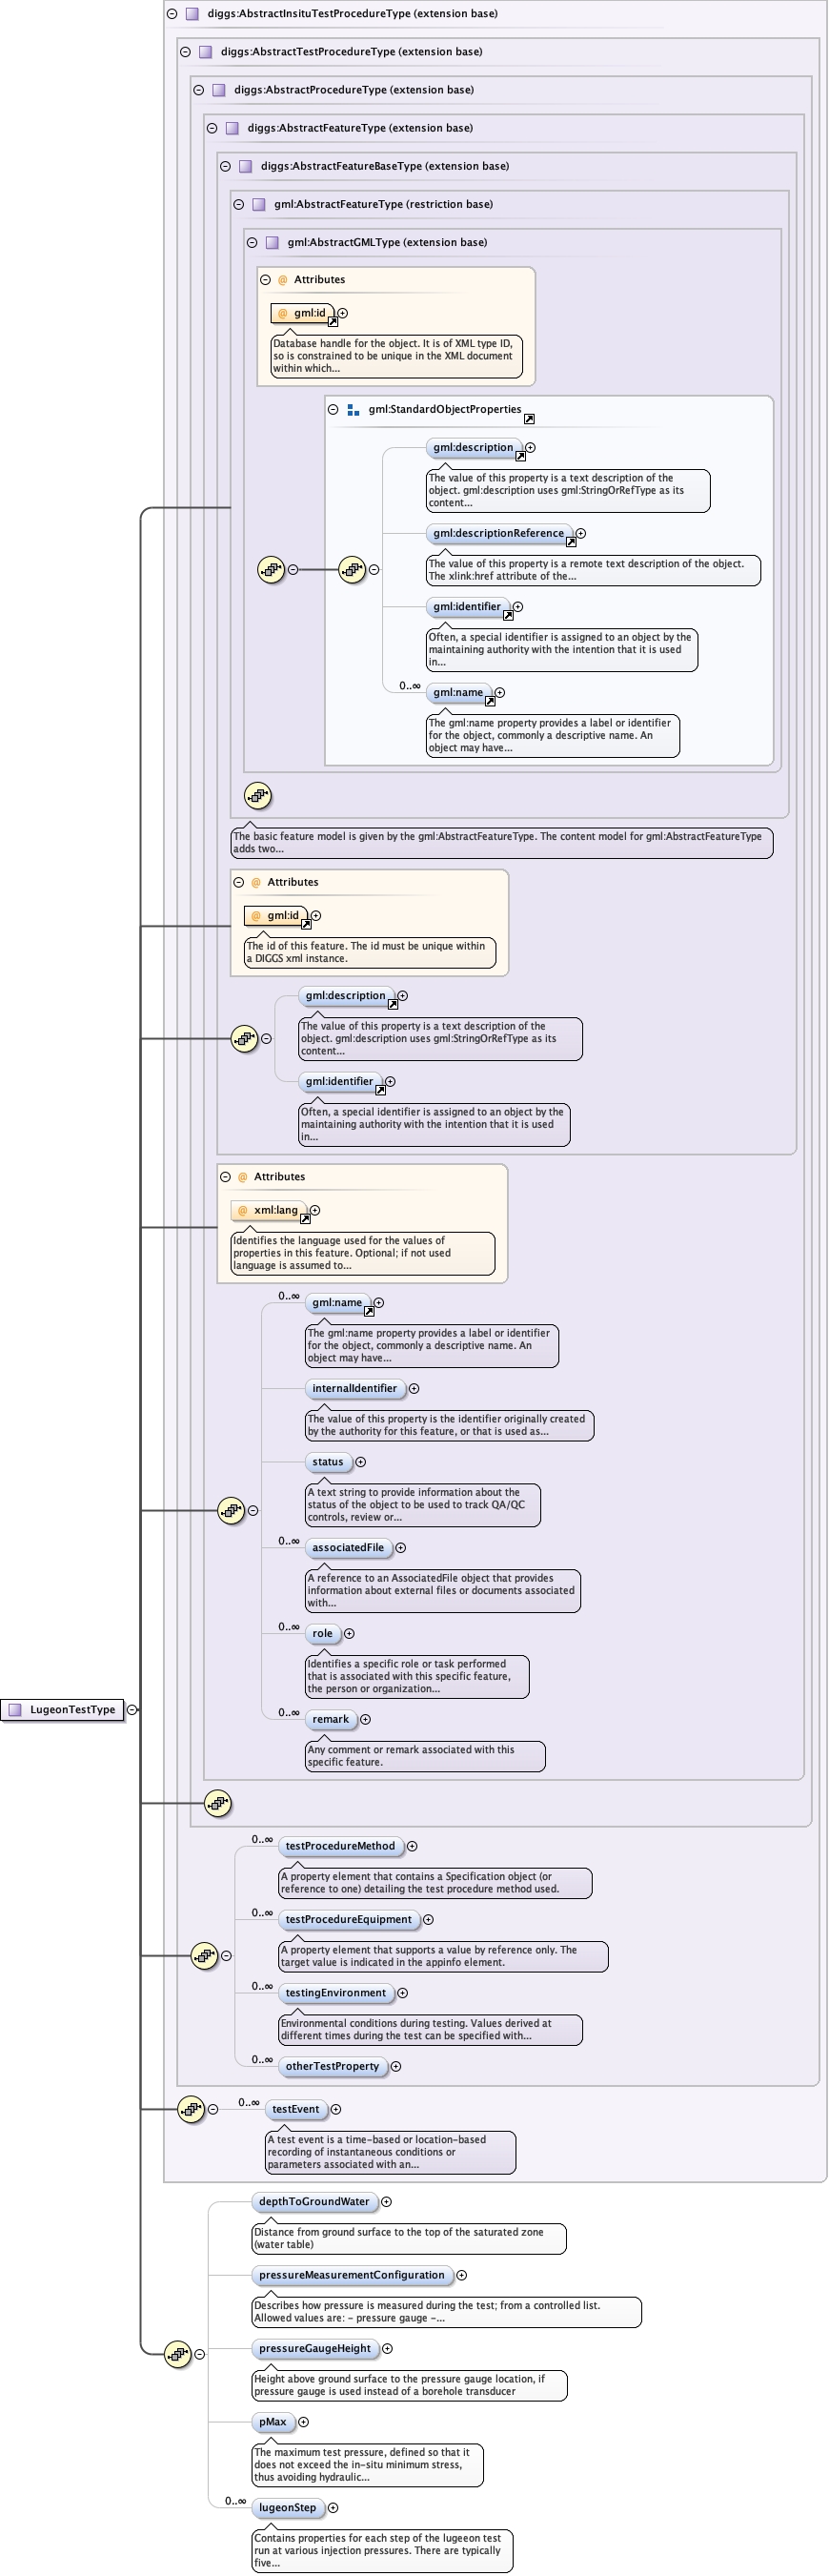 diggs:AbstractInsituTestProcedureType (extension base)
diggs:AbstractTestProcedureType (extension base)
diggs:AbstractProcedureType (extension base)
diggs:AbstractFeatureType (extension base)
diggs:AbstractFeatureBaseType (extension base)
gml:AbstractFeatureType (restriction base)
gml:AbstractGMLType (extension base)
@ Attributes
@ gml:id
Database handle for the object. It is of XML type ID,
so is constrained to be unique in the XML document
within which...
gml:StandardObjectProperties
gml:description
The value of this property is a text description of the
object. gml:description uses gml:StringOrRefType as its
content...
gml:descriptionReference
The value of this property is a remote text description of the object.
The xlink:href attribute of the...
gml:identifier
Often, a special identifier is assigned to an object by the
maintaining authority with the intention that it is used
in...
0..∞
gml:name
The gml:name property provides a label or identifier
for the object, commonly a descriptive name. An
object may have...
The basic feature model is given by the gml:AbstractFeatureType. The content model for gml:AbstractFeatureType
adds two...
@ Attributes
@ gml:id
The id of this feature. The id must be unique within
a DIGGS xml instance.
gml:description
The value of this property is a text description of the
object. gml:description uses gml:StringOrRefType as its
content...
gml:identifier
Often, a special identifier is assigned to an object by the
maintaining authority with the intention that it is used
in...
@ Attributes
@ xml:lang
Identifies the language used for the values of
properties in this feature. Optional; if not used
language is assumed to...
0..∞
gml:name
The gml:name property provides a label or identifier
for the object, commonly a descriptive name. An
object may have...
internalIdentifier
The value of this property is the identifier originally created
by the authority for this feature, or that is used as...
status
A text string to provide information about the
status of the object to be used to track QA/QC
controls, review or...
0..∞
associatedFile
A reference to an AssociatedFile object that provides
information about external files or documents associated
with...
0..∞
role
Identifies a specific role or task performed
that is associated with this specific feature,
the person or organization...
LugeonTestType
0..∞
remark
Any comment or remark associated with this
specific feature.
0..∞
testProcedureMethod
A property element that contains a Specification object (or
reference to one) detailing the test procedure method used.
0..∞
testProcedureEquipment
A property element that supports a value by reference only. The
target value is indicated in the appinfo element.
0..∞
testingEnvironment
Environmental conditions during testing. Values derived at
different times during the test can be specified with...
0..∞
otherTestProperty
0..∞
testEvent
A test event is a time-based or location-based
recording of instantaneous conditions or
parameters associated with an...
depthToGroundWater
Distance from ground surface to the top of the saturated zone
(water table)
pressureMeasurementConfiguration
Describes how pressure is measured during the test; from a controlled list.
Allowed values are: - pressure gauge -...
pressureGaugeHeight
Height above ground surface to the pressure gauge location, if
pressure gauge is used instead of a borehole transducer
pMax
The maximum test pressure, defined so that it
does not exceed the in-situ minimum stress,
thus avoiding hydraulic...
0..∞
lugeonStep
Contains properties for each step of the lugeeon test
run at various injection pressures. There are typically
five...